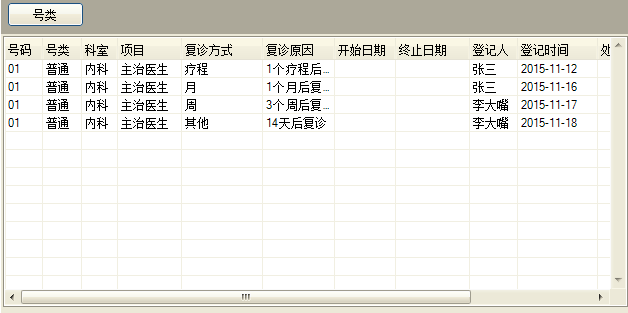 号类
号码 号类 科室 项目 复诊方式 复诊原因 开始日期 终止日期 登记人 登记时间
01 普通 内科 主治医生 疗程 1个疗程后... 张三 2015-11-12
01 普通 内科 主治医生 月 1个月后复... 张三 2015-11-16
01 普通 内科 主治医生 周 3个周后复... 李大嘴 2015-11-17
01 普通 内科 主治医生 其他 14天后复诊 李大嘴 2015-11-18